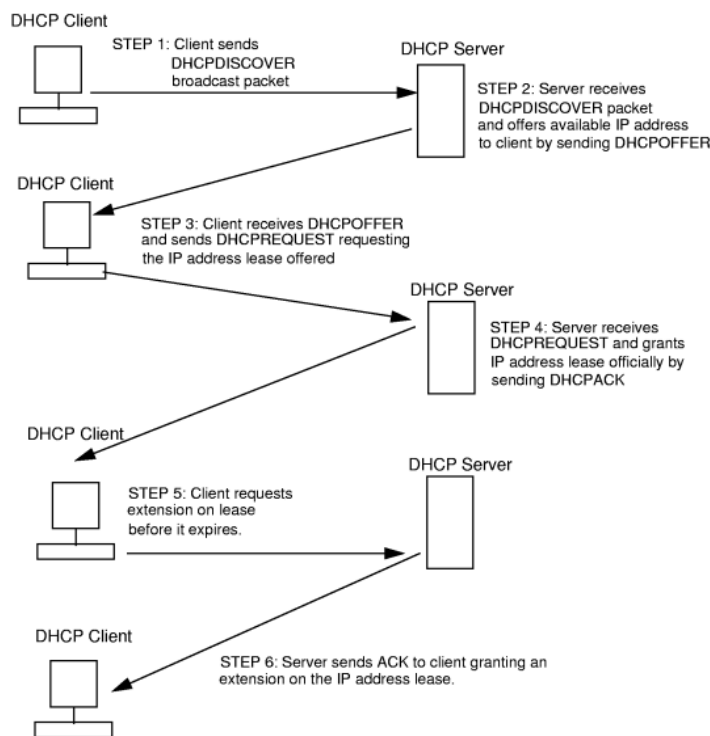 DHCP Client
STEP 1: Client sends
DHCPDISCOVER
broadcast packet
DHCP Server
STEP 2: Server receives
DHCPDISCOVER packet
and offers available IP address
to client by sending DHCPOFFER
DHCP Client
STEP 3: Client receives DHCPOFFER
and sends DHCPREQUEST requesting
the IP address lease offered
DHCP Server
STEP 4: Server receives
DHCPREQUEST and grants
IP address lease officially by
sending DHCPACK
DHCP Client
DHCP Server
STEP 5: Client requests
extension on lease
before it expires.
DHCP Client
STEP 6: Server sends ACK to client granting an
extension on the IP address lease.